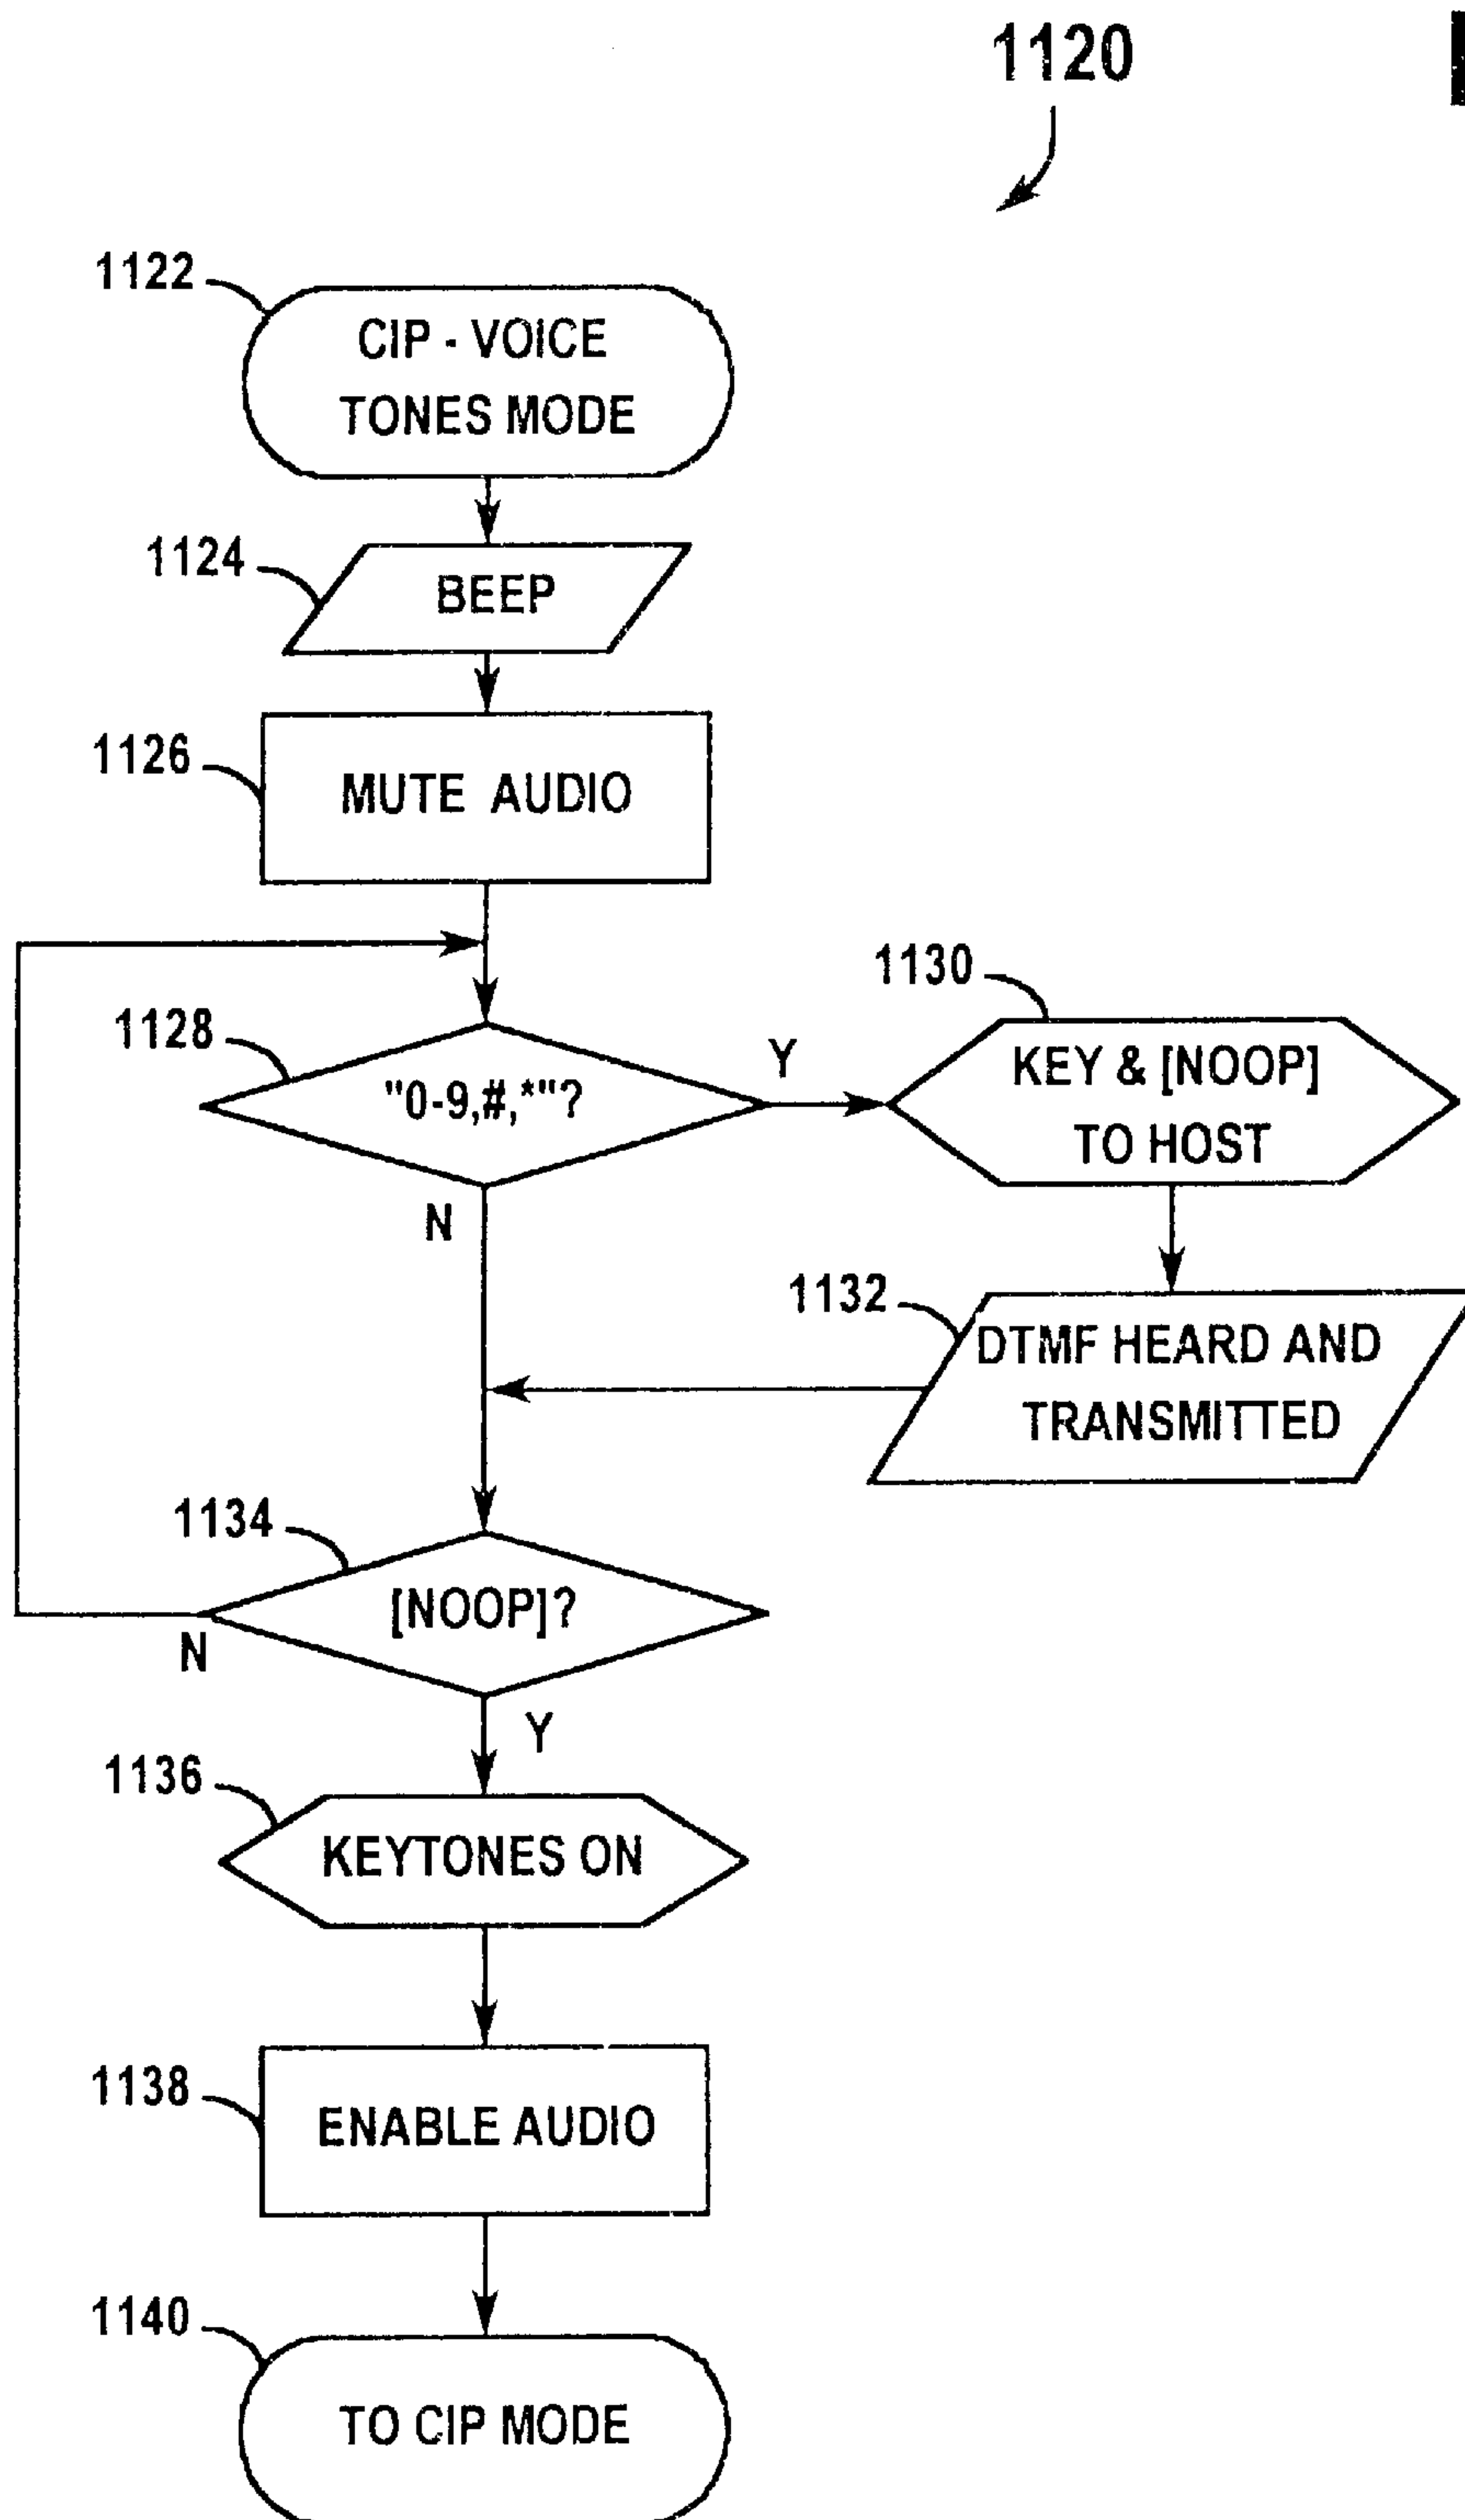 1120
1122
CIP - VOICE
TONES MODE
1124
BEEP
1126
MUTE AUDIO
1130
1128
"0-9,#,*"?
Y
KEY & [NOOP]
TO HOST
N
1132
DTMF HEARD AND
TRANSMITTED
1134
[NOOP]?
N
Y
1136
KEYTONES ON
1138
ENABLE AUDIO
1140
TO CIP MODE